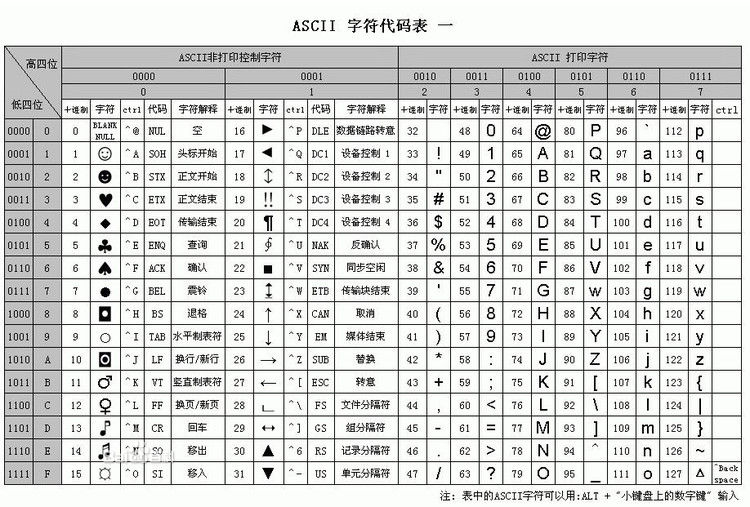 ASCII 字符代码表 一
高四位 ASCII非打印控制字符 ASCII 打印字符
0000 0001 0010 0011 0100 0101 0110 0111
低四位 0 1 2 3 4 5 6 7
十进制 字符 ctrl 代码 字符解释 十进制 字符 ctrl 代码 字符解释 十进制 字符 十进制 字符 十进制 字符 十进制 字符 十进制 字符 十进制 字符 ctrl
0000 0 0 BLANK NULL ^@ NUL 空 16 ► ^P DLE 数据链路转意 32 48 0 64 @ 80 P 96 ` 112 p
0001 1 1 ☺ ^A SOH 头标开始 17 ◄ ^Q DC1 设备控制 1 33 ! 49 1 65 A 81 Q 97 a 113 q
0010 2 2 ☻ ^B STX 正文开始 18 ↕ ^R DC2 设备控制 2 34 " 50 2 66 B 82 R 98 b 114 r
0011 3 3 ♥ ^C ETX 正文结束 19 ‼ ^S DC3 设备控制 3 35 # 51 3 67 C 83 S 99 c 115 s
0100 4 4 ◆ ^D EOT 传输结束 20 ¶ ^T DC4 设备控制 4 36 $ 52 4 68 D 84 T 100 d 116 t
0101 5 5 ♣ ^E ENQ 查询 21 ∮ ^U NAK 反确认 37 % 53 5 69 E 85 U 101 e 117 u
0110 6 6 ♠ ^F ACK 确认 22 ■ ^V SYN 同步空闲 38 & 54 6 70 F 86 V 102 f 118 v
0111 7 7 ● ^G BEL 震铃 23 ↨ ^W ETB 传输块结束 39 ' 55 7 71 G 87 w 103 g 119 w
1000 8 8 ◘ ^H BS 退格 24 ↑ ^X CAN 取消 40 ( 56 8 72 H 88 X 104 h 120 x
1001 9 9 ○ ^I TAB 水平制表符 25 ↓ ^Y EM 媒体结束 41 ) 57 9 73 I 89 Y 105 i 121 y
1010 A 10 ◙ ^J LF 换行/新行 26 → ^Z SUB 替换 42 * 58 : 74 J 90 Z 106 j 122 z
1011 B 11 ♂ ^K VT 竖直制表符 27 ← ^[ ESC 转意 43 + 59 ; 75 K 91 [ 107 k 123 {
1100 C 12 ♀ ^L FF 换页/新页 28 ∟ ^\ FS 文件分隔符 44 , 60 < 76 L 92 \ 108 l 124 |
1101 D 13 ♪ ^M CR 回车 29 ↔ ^] GS 组分隔符 45 - 61 = 77 M 93 ] 109 m 125 }
1110 E 14 ♫ ^N SO 移出 30 ▲ ^6 RS 记录分隔符 46 . 62 > 78 N 94 ^ 110 n 126 ~
1111 F 15 ☼ ^O SI 移入 31 ▼ ^- US 单元分隔符 47 / 63 ? 79 O 95 _ 111 o 127 Δ ^Back space
注: 表中的ASCII字符可以用:ALT + "小键盘上的数字键" 输入